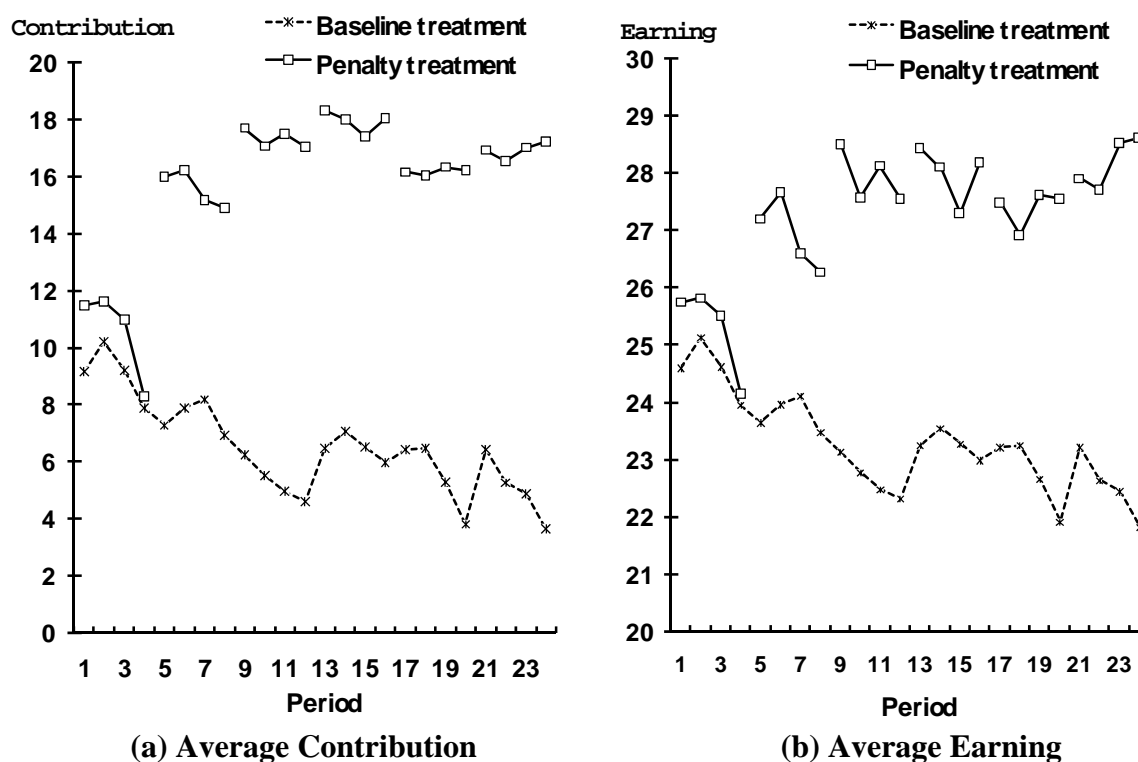 Contribution
Baseline treatment
Penalty treatment
20
18
16
14
12
10
8
6
4
2
0
1 3 5 7 9 11 13 15 17 19 21 23
Period
(a) Average Contribution
Earning
Baseline treatment
Penalty treatment
30
29
28
27
26
25
24
23
22
21
20
1 3 5 7 9 11 13 15 17 19 21 23
Period
(b) Average Earning